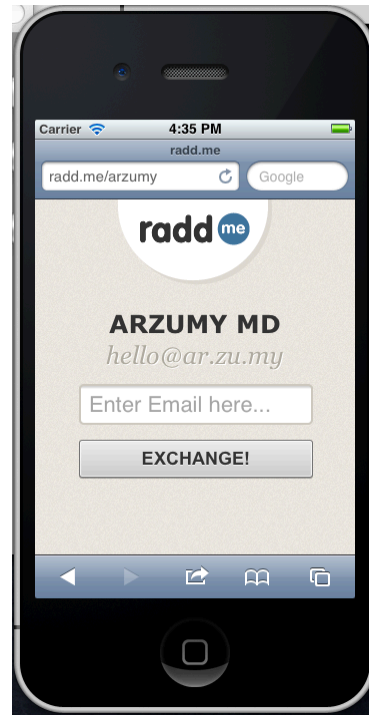 Carrier 4:35 PM
radd.me
radd.me/arzumy Google
radd me
ARZUMY MD
hello@ar.zu.my
Enter Email here...
EXCHANGE!